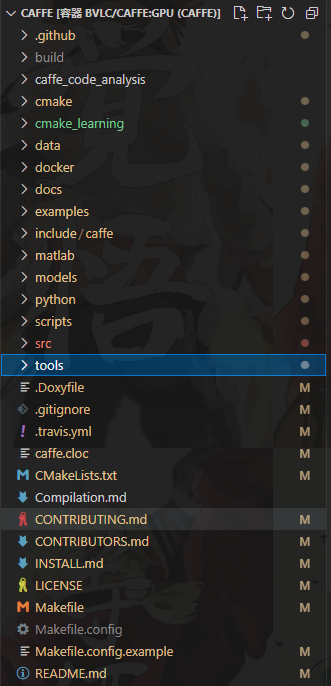 CAFFE [容器 BVLC/CAFFE:GPU (CAFFE)]
.github
build
caffe_code_analysis
cmake
cmake_learning
data
docker
docs
examples
include/caffe
matlab
models
python
scripts
src
tools
.Doxyfile M
.gitignore M
.travis.yml M
caffe.cloc M
CMakeLists.txt M
Compilation.md
CONTRIBUTING.md M
CONTRIBUTORS.md M
INSTALL.md M
LICENSE M
Makefile M
Makefile.config
Makefile.config.example M
README.md M